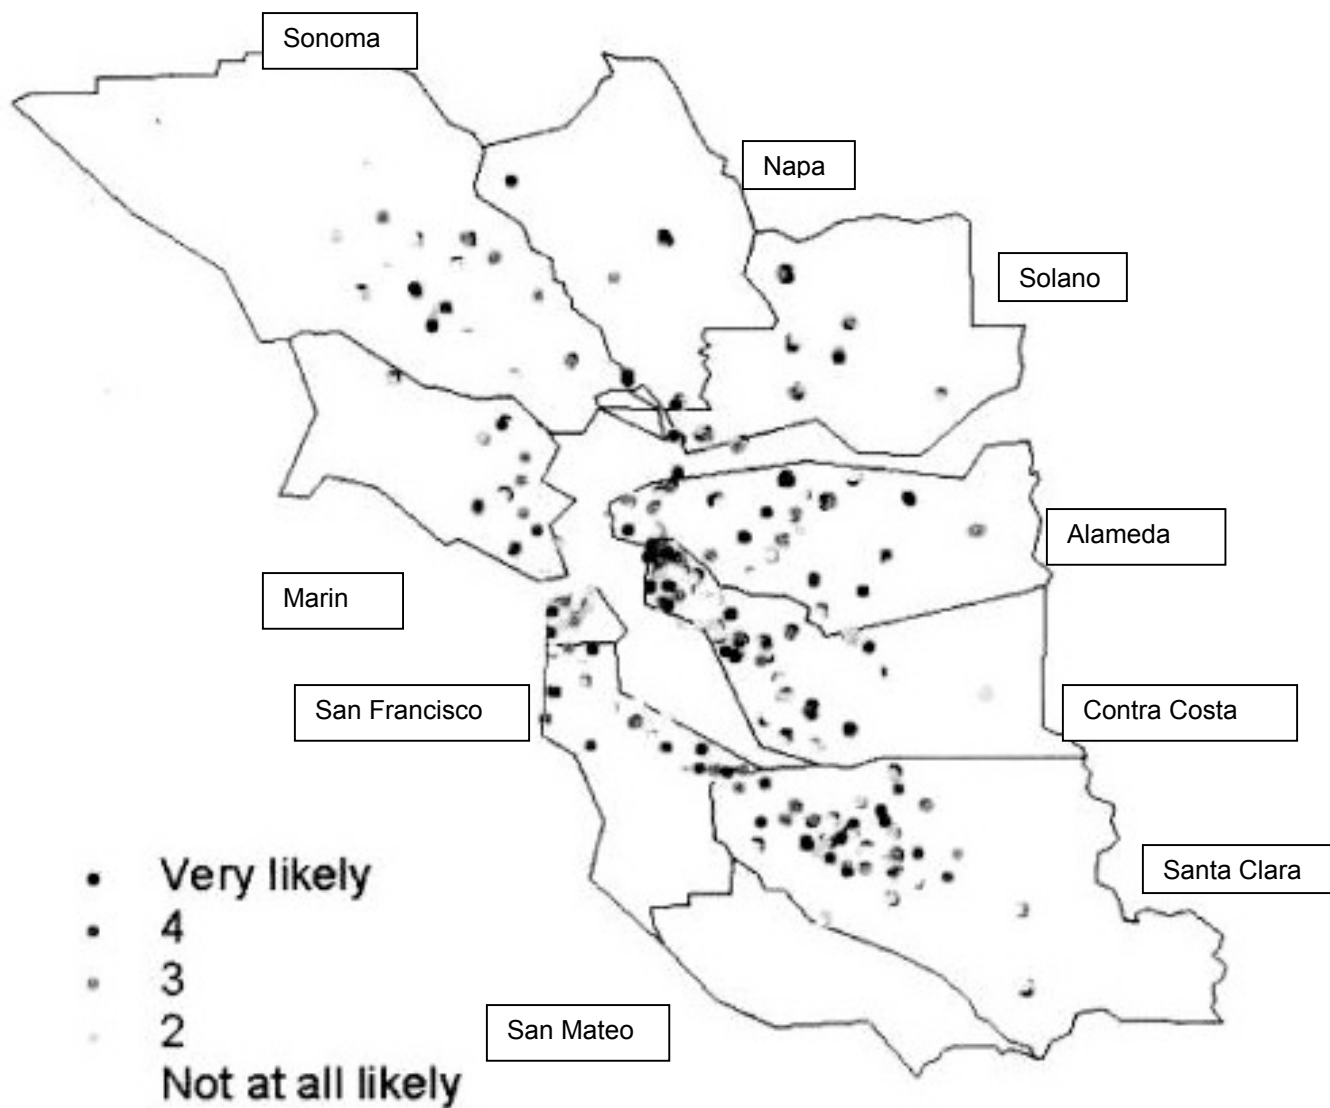 Sonoma
Napa
Solano
Alameda
Marin
San Francisco
Contra Costa
Santa Clara
San Mateo
Very likely
4
3
2
Not at all likely